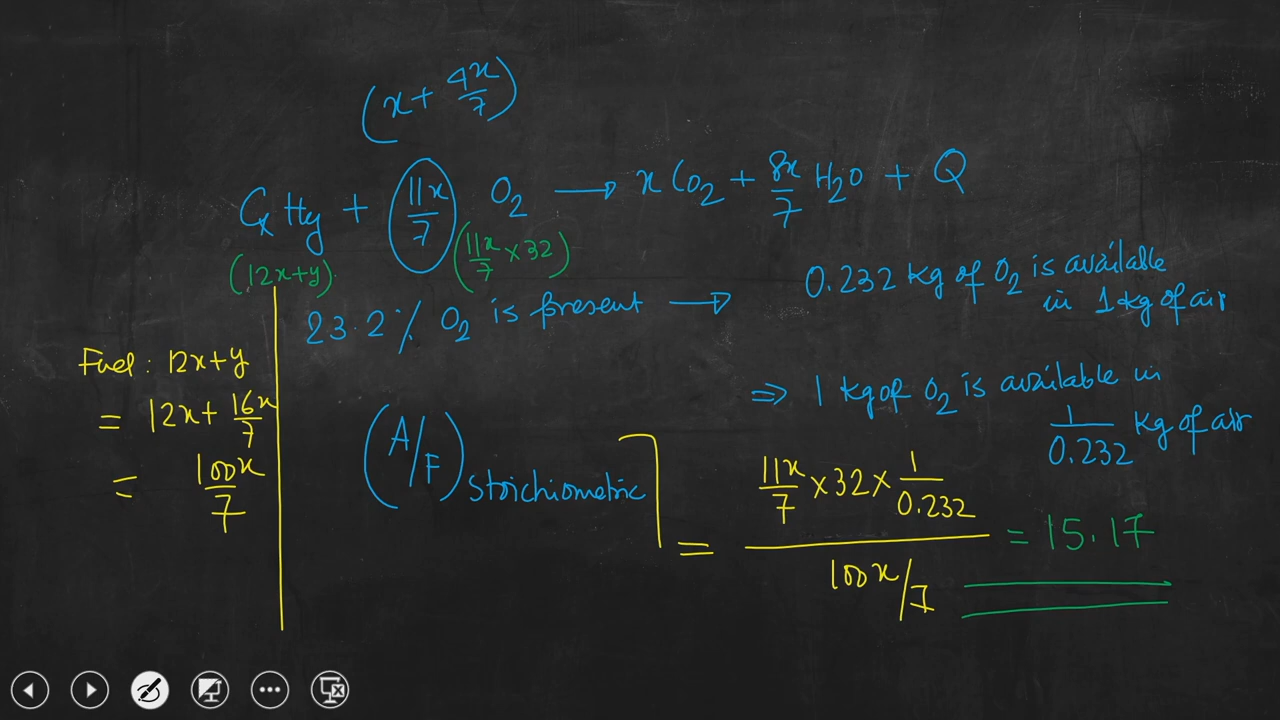 (x + 4x/7)
CxHy + 11x/7 O2 → x CO2 + 8x/7 H2O + Q
(12x+y) (11x/7 × 32)
23.2% O2 is present → 0.232 kg of O2 is available
in 1 kg of air
Fuel : 12x+y
= 12x + 16x/7
= 100x/7
⇒ 1 kg of O2 is available in
1/0.232 kg of air
(A/F) stoichiometric
= (11x/7 × 32 × 1/0.232) / (100x/7) = 15.17